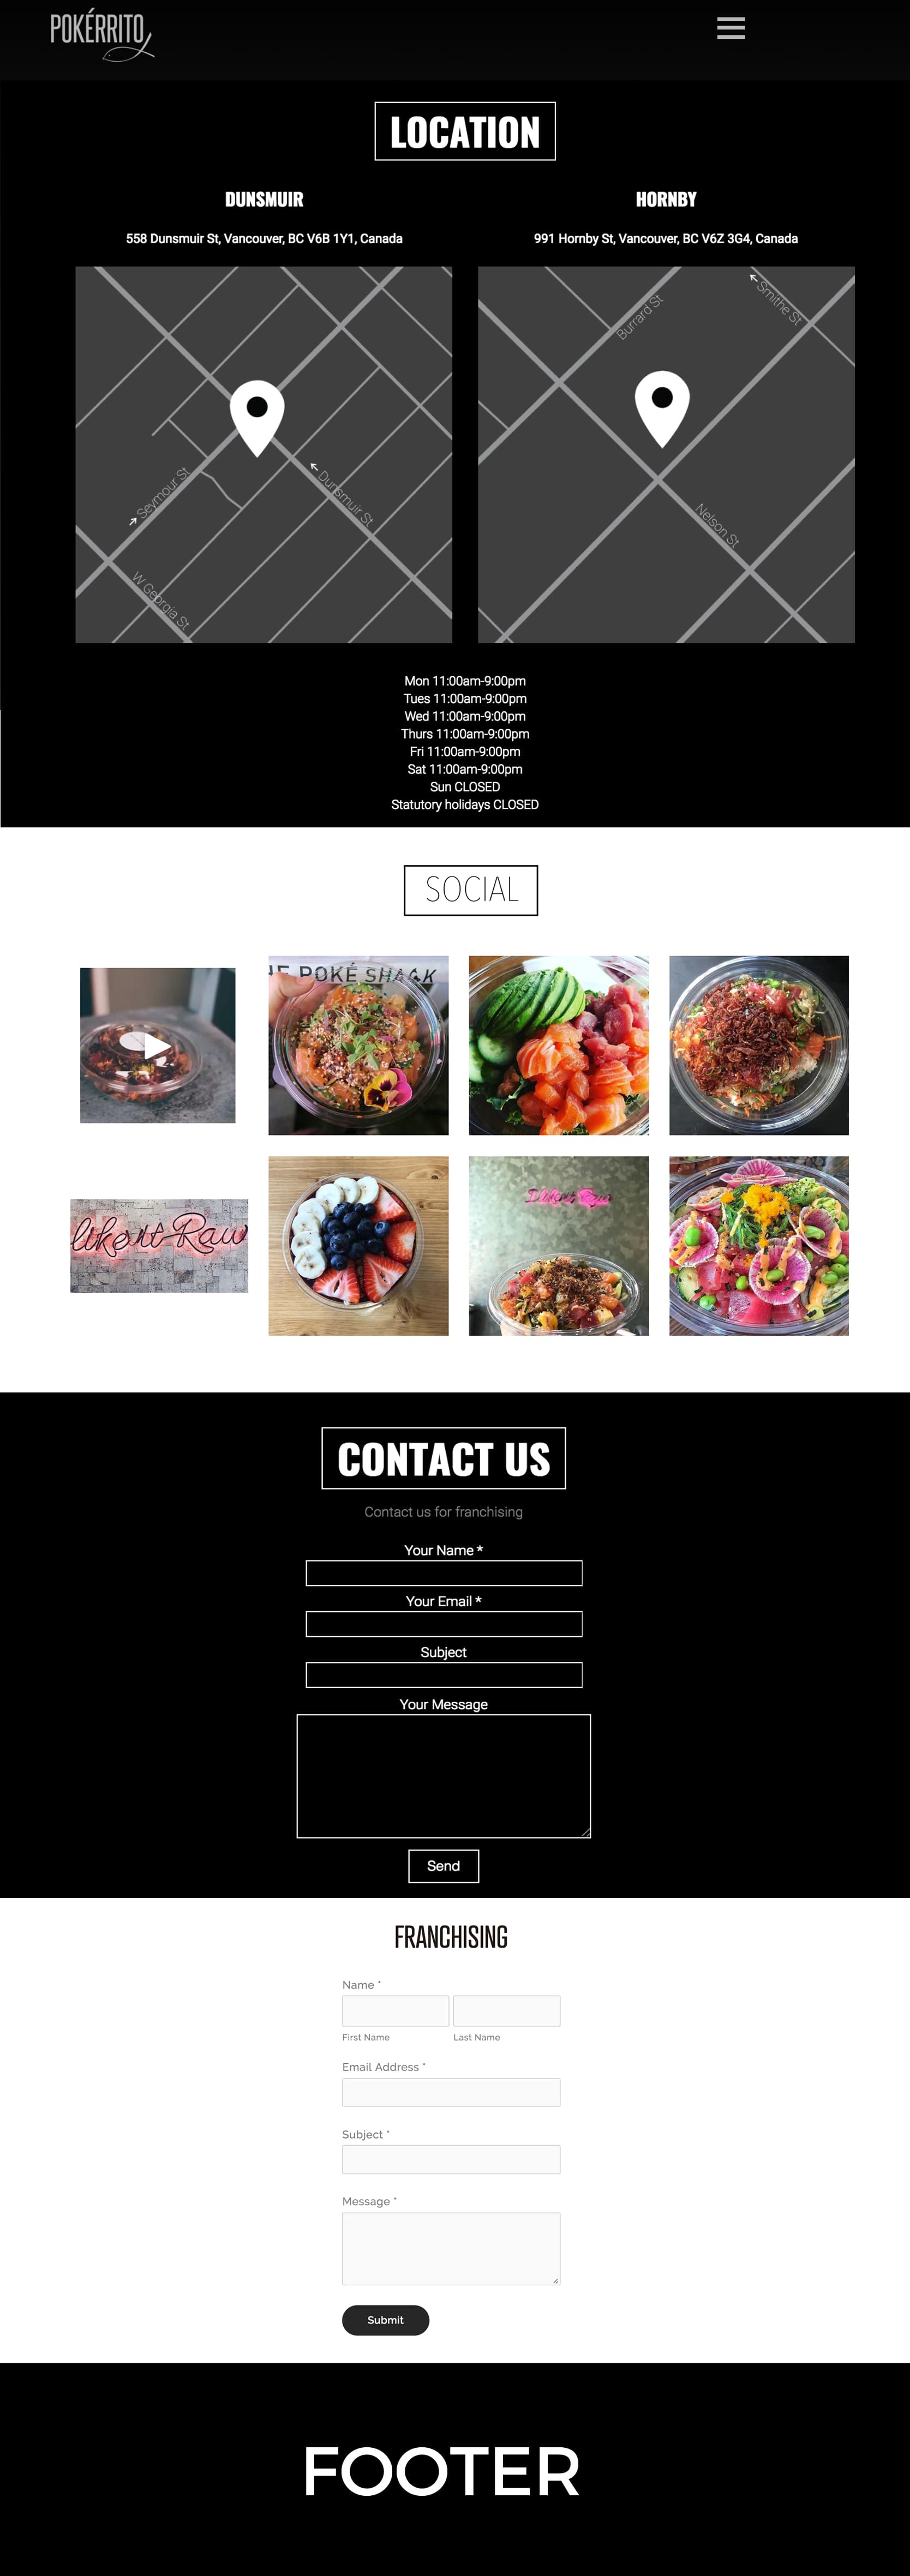 POKÉRRITO
LOCATION
DUNSMUIR
558 Dunsmuir St, Vancouver, BC V6B 1Y1, Canada
HORNBY
991 Hornby St, Vancouver, BC V6Z 3G4, Canada
Seymour St
Dunsmuir St
W Georgia St
Burrard St
Smithe St
Nelson St
Mon 11:00am-9:00pm
Tues 11:00am-9:00pm
Wed 11:00am-9:00pm
Thurs 11:00am-9:00pm
Fri 11:00am-9:00pm
Sat 11:00am-9:00pm
Sun CLOSED
Statutory holidays CLOSED
SOCIAL
POKÉ SHACK
like it Raw
I like it Raw
CONTACT US
Contact us for franchising
Your Name *
Your Email *
Subject
Your Message
Send
FRANCHISING
Name *
First Name
Last Name
Email Address *
Subject *
Message *
Submit
FOOTER